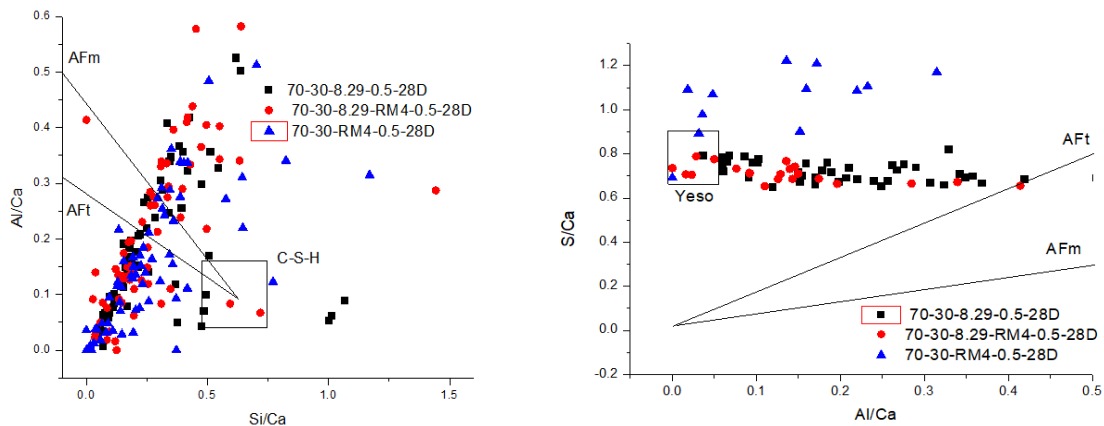 0.6
0.5
0.4
0.3
0.2
0.1
0.0
Al/Ca
AFm
AFt
C-S-H
70-30-8.29-0.5-28D
70-30-8.29-RM4-0.5-28D
70-30-RM4-0.5-28D
0.0 0.5 1.0 1.5
Si/Ca
1.2
1.0
0.8
0.6
0.4
0.2
0.0
-0.2
S/Ca
Yeso
AFt
AFm
70-30-8.29-0.5-28D
70-30-8.29-RM4-0.5-28D
70-30-RM4-0.5-28D
0.0 0.1 0.2 0.3 0.4 0.5
Al/Ca